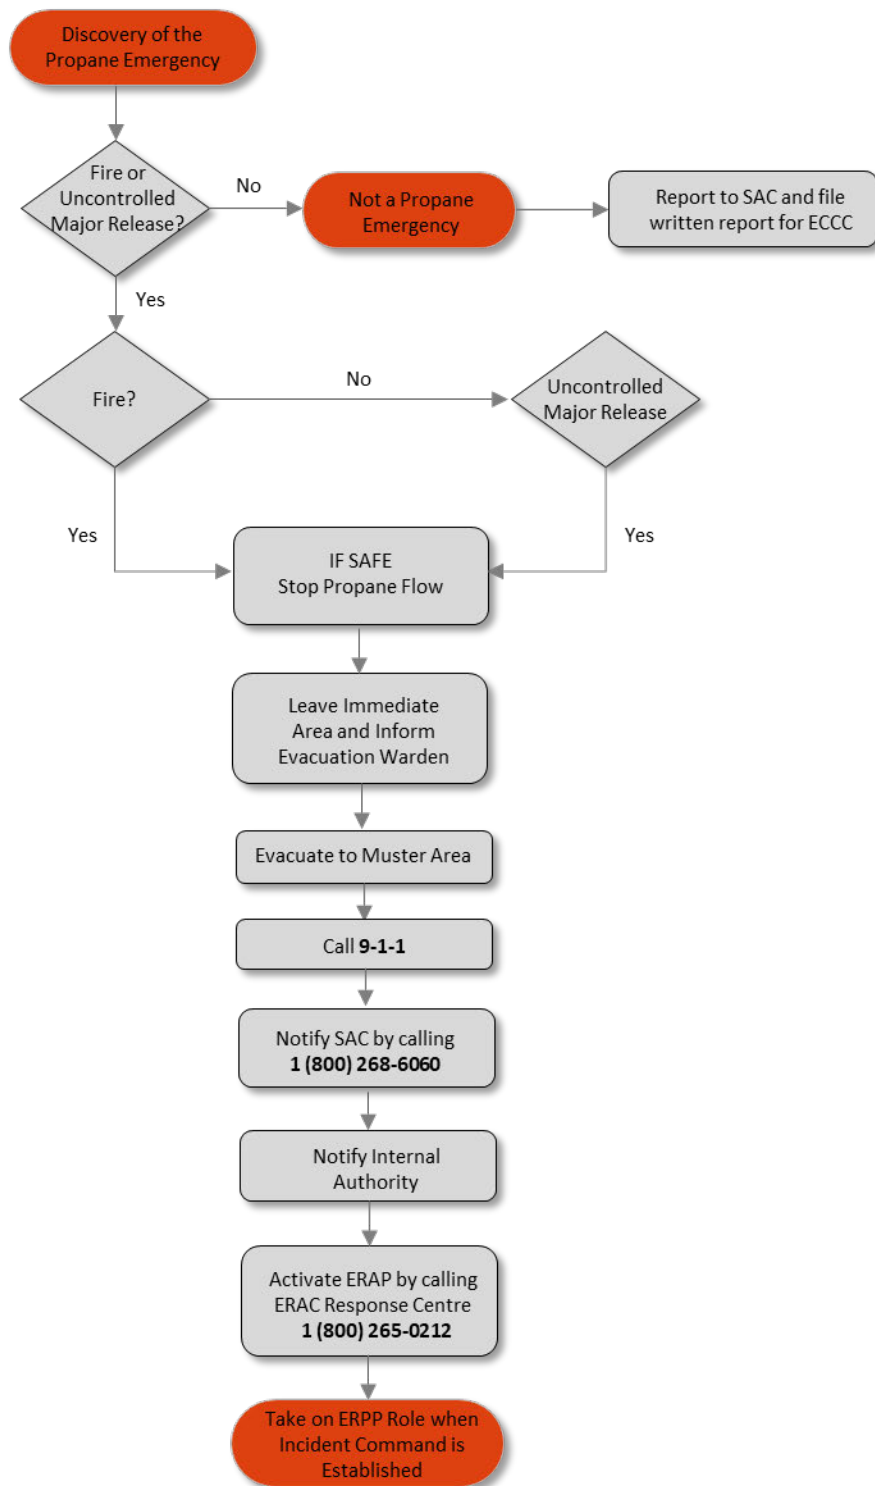 Discovery of the
Propane Emergency
Fire or
Uncontrolled
Major Release?
No
Not a Propane
Emergency
Report to SAC and file
written report for ECCC
Yes
Fire?
No
Uncontrolled
Major Release
Yes
Yes
IF SAFE
Stop Propane Flow
Leave Immediate
Area and Inform
Evacuation Warden
Evacuate to Muster Area
Call 9-1-1
Notify SAC by calling
1 (800) 268-6060
Notify Internal
Authority
Activate ERAP by calling
ERAC Response Centre
1 (800) 265-0212
Take on ERPP Role when
Incident Command is
Established